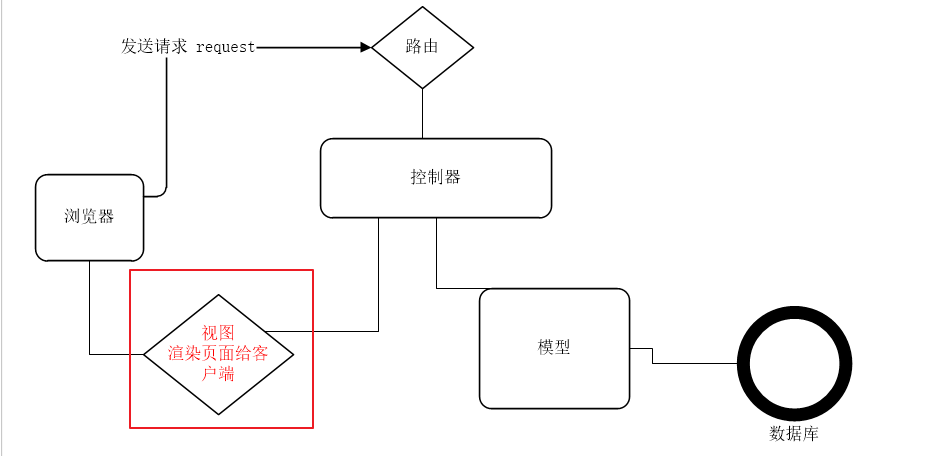 发送请求 request
路由
控制器
浏览器
视图
渲染页面给客
户端
模型
数据库